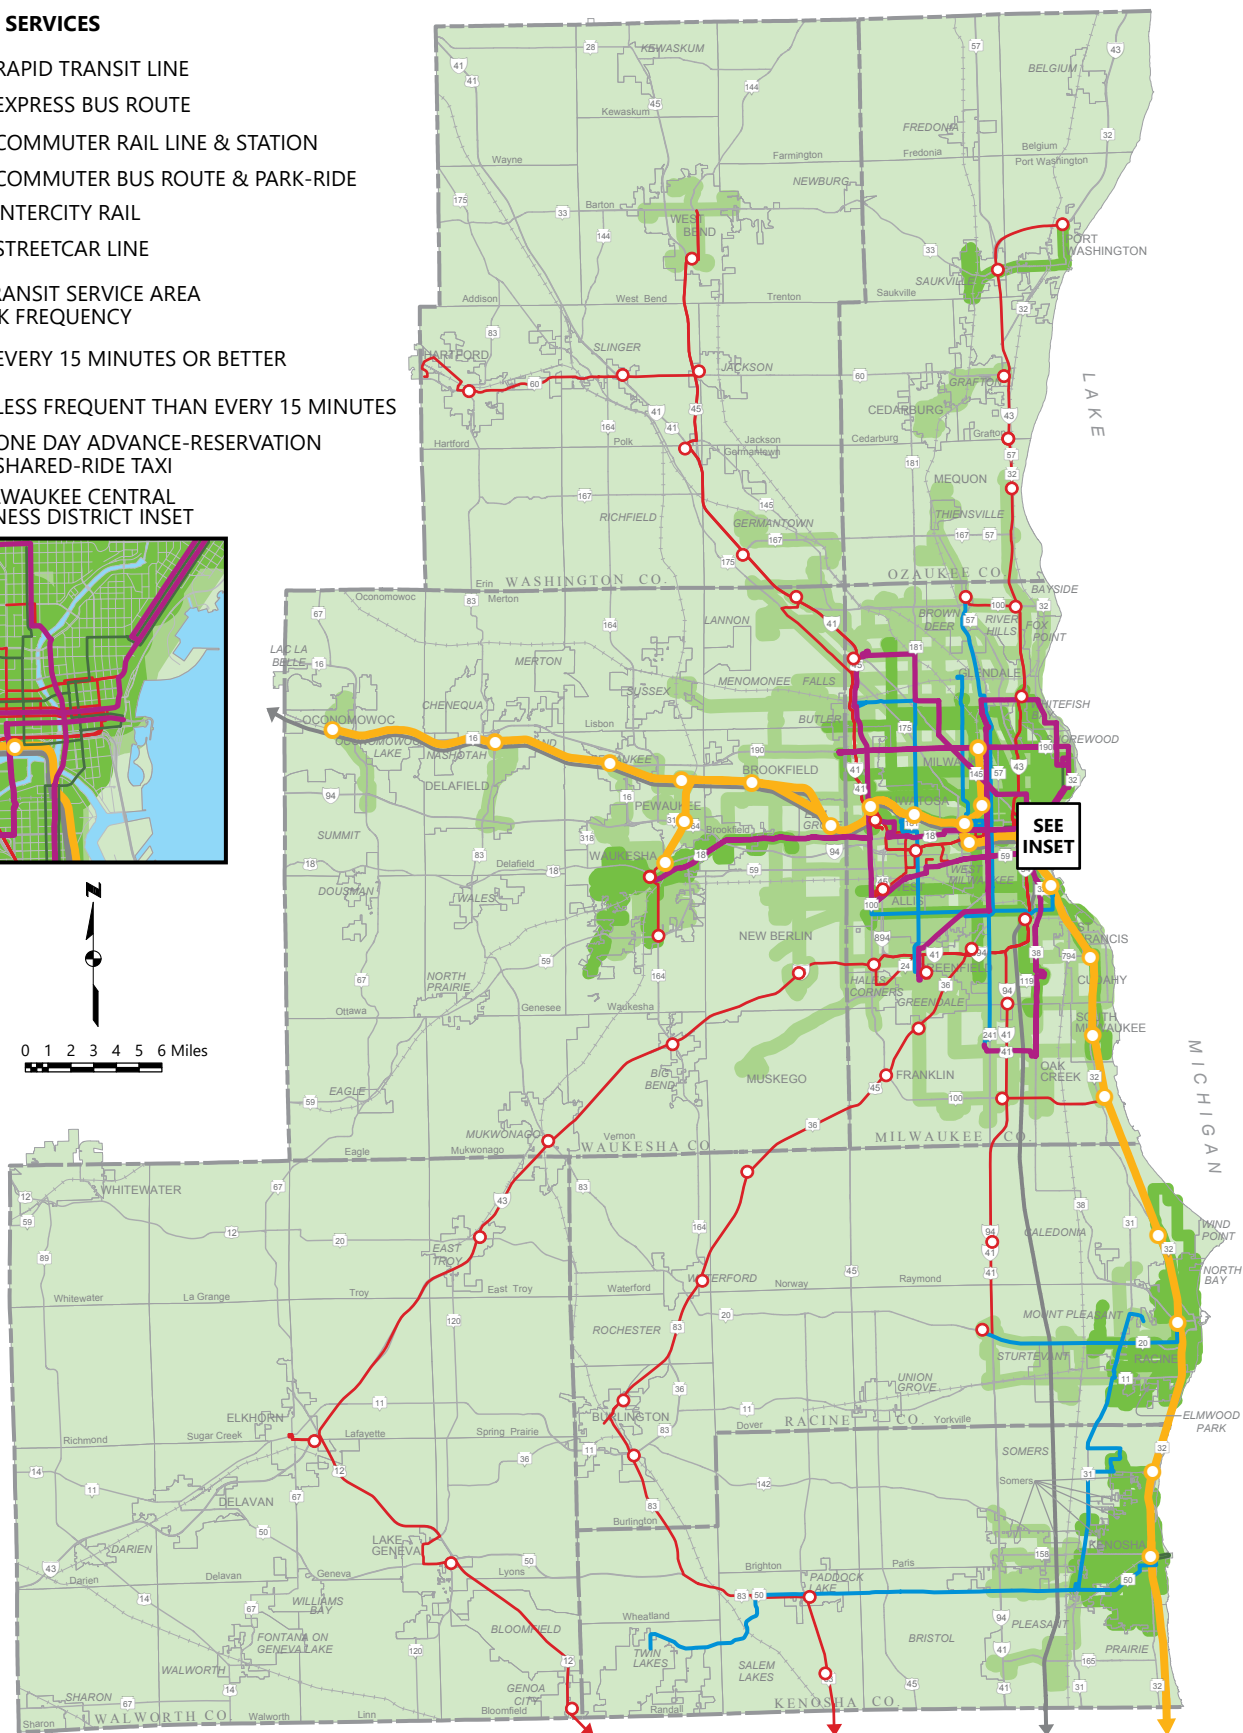 SERVICES
RAPID TRANSIT LINE
EXPRESS BUS ROUTE
COMMUTER RAIL LINE & STATION
COMMUTER BUS ROUTE & PARK-RIDE
NTERCITY RAIL
STREETCAR LINE
RANSIT SERVICE AREA
K FREQUENCY
EVERY 15 MINUTES OR BETTER
LESS FREQUENT THAN EVERY 15 MINUTES
ONE DAY ADVANCE-RESERVATION
SHARED-RIDE TAXI
LWAUKEE CENTRAL
NESS DISTRICT INSET
N
0 1 2 3 4 5 6 Miles
KEWASKUM
Kewaskum
BELGIUM
FREDONIA
Fredonia
Belgium
Port Washington
Wayne
Farmington
NEWBURG
Barton
WEST
BEND
PORT
WASHINGTON
SAUKVILLE
Saukville
Addison
West Bend
Trenton
HARTFORD
SLINGER
JACKSON
GRAFTON
CEDARBURG
Hartford
Polk
Jackson
Germantown
Cedarburg
Grafton
LAKE
MEQUON
THIENSVILLE
RICHFIELD
GERMANTOWN
Erin
WASHINGTON CO.
OZAUKEE CO.
Oconomowoc
Merton
LANNON
BAYSIDE
BROWN
DEER
RIVER
HILLS
FOX
POINT
LAC LA
BELLE
MERTON
SUSSEX
MENOMONEE FALLS
GLENDALE
CHENEQUA
OCONOMOWOC
OCONOMOWOC
LAKE
NASHOTAH
Lisbon
BUTLER
DELAFIELD
PEWAUKEE
BROOKFIELD
Brookfield
SEE
INSET
SUMMIT
WAUKESHA
Delafield
DOUSMAN
WALES
WEST
MILWAUKEE
ALLIS
NEW BERLIN
NORTH
PRAIRIE
HALES
CORNERS
GREENDALE
CUDAHY
SOUTH
MILWAUKEE
Ottawa
Genesee
Waukesha
OAK
CREEK
MICHIGAN
EAGLE
BIG
BEND
MUSKEGO
FRANKLIN
MUKWONAGO
Vernon
Eagle
Mukwonago
WAUKESHA CO.
MILWAUKEE CO.
WHITEWATER
EAST
TROY
CALEDONIA
WIND
POINT
NORTH
BAY
Whitewater
La Grange
Troy
East Troy
Waterford
WATERFORD
Norway
Raymond
ROCHESTER
MOUNT PLEASANT
STURTEVANT
RACINE
UNION
GROVE
ELMWOOD
PARK
ELKHORN
BURLINGTON
Richmond
Sugar Creek
Lafayette
Spring Prairie
Dover
RACINE CO.
Yorkville
SOMERS
Somers
DELAVAN
Burlington
LAKE
GENEVA
KENOSHA
DARIEN
Darien
Delavan
Geneva
Lyons
Brighton
Paris
PADDOCK
LAKE
WILLIAMS
BAY
FONTANA ON
GENEVA LAKE
BLOOMFIELD
Wheatland
TWIN
LAKES
SALEM
LAKES
BRISTOL
PLEASANT
PRAIRIE
WALWORTH
SHARON
Sharon
WALWORTH CO.
Walworth
Linn
GENOA
CITY
Bloomfield
Randall
KENOSHA CO.